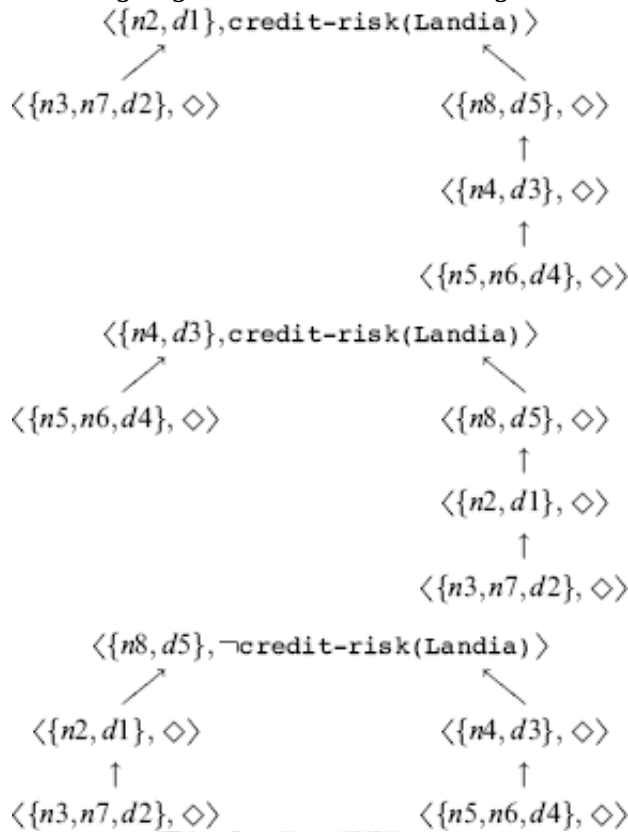 ⟨{n2, d1},credit-risk(Landia)⟩
⟨{n3,n7,d2}, ◇⟩ ⟨{n8, d5}, ◇⟩
↑
⟨{n4, d3}, ◇⟩
↑
⟨{n5,n6,d4}, ◇⟩
⟨{n4, d3},credit-risk(Landia)⟩
⟨{n5,n6,d4}, ◇⟩ ⟨{n8, d5}, ◇⟩
↑
⟨{n2, d1}, ◇⟩
↑
⟨{n3,n7,d2}, ◇⟩
⟨{n8, d5},¬credit-risk(Landia)⟩
⟨{n2, d1}, ◇⟩ ⟨{n4, d3}, ◇⟩
↑ ↑
⟨{n3,n7,d2}, ◇⟩ ⟨{n5,n6,d4}, ◇⟩